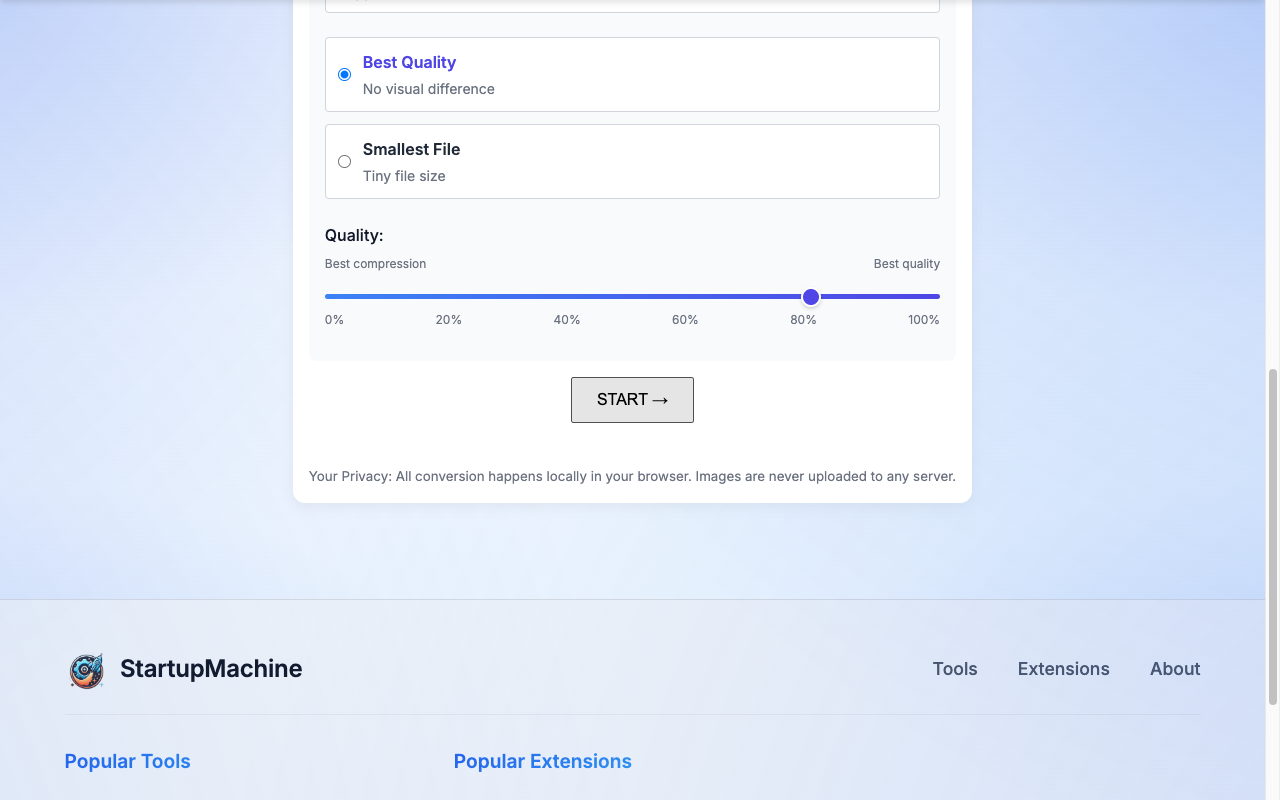 Best Quality
No visual difference
Smallest File
Tiny file size
Quality:
Best compression Best quality
0% 20% 40% 60% 80% 100%
START →
Your Privacy: All conversion happens locally in your browser. Images are never uploaded to any server.
StartupMachine Tools Extensions About
Popular Tools Popular Extensions